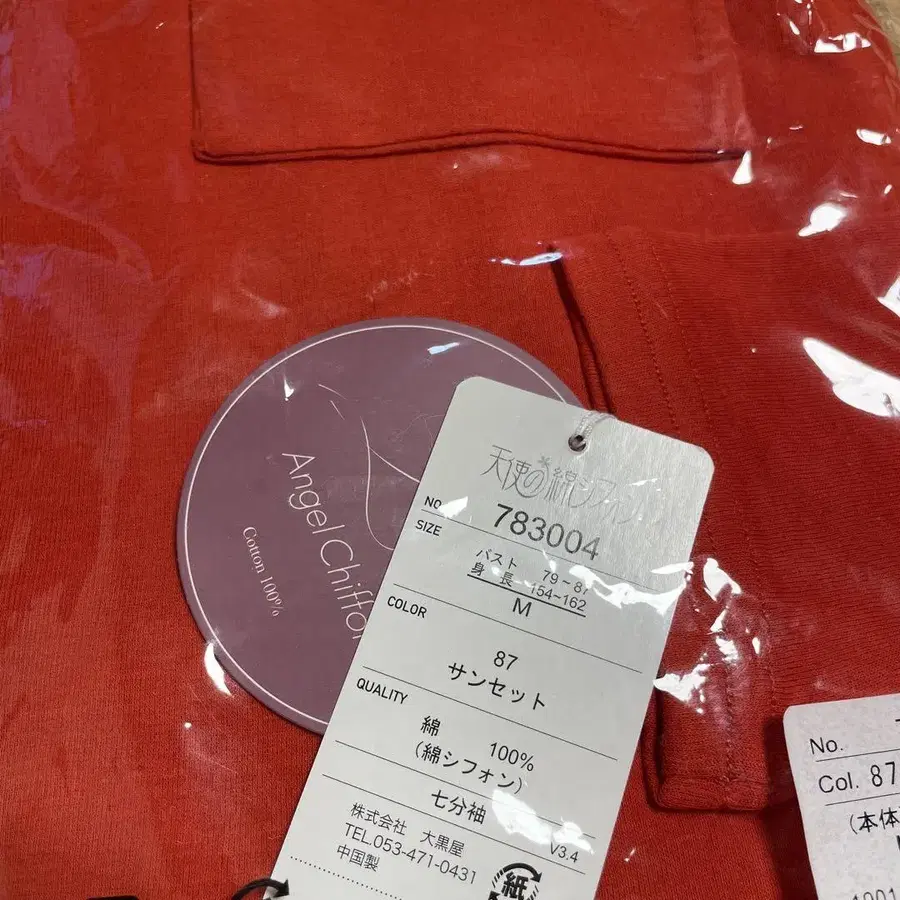 Angel Chiffon
Cotton 100%
天使の綿シフォン
NO. 783004
SIZE
バスト 79-87
身長 154-162
M
COLOR
87
サンセット
QUALITY
綿 100%
(綿シフォン)
七分袖
V3.4
株式会社 大黒屋
TEL.053-471-0431
中国製
紙
No.
Col. 87
(本体